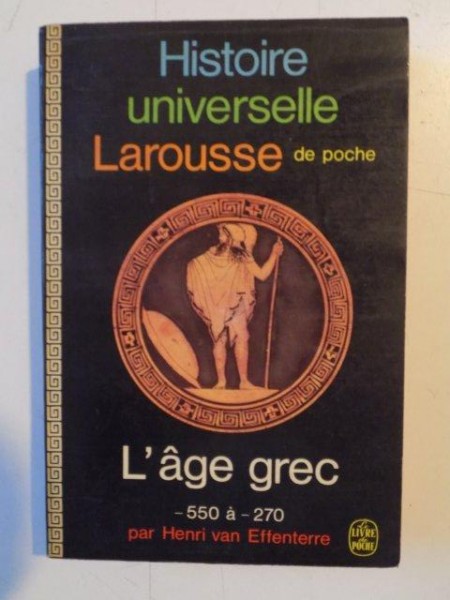 Histoire
universelle
Larousse de poche
L'âge grec
-550 à -270
par Henri van Effenterre
Le
LIVRE
de
POCHE